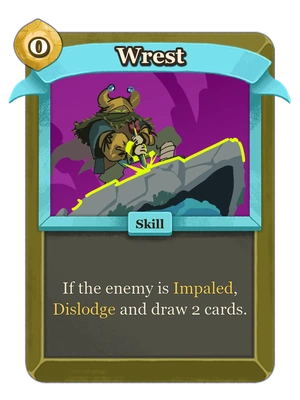 0
Wrest
Skill
If the enemy is Impaled,
Dislodge and draw 2 cards.